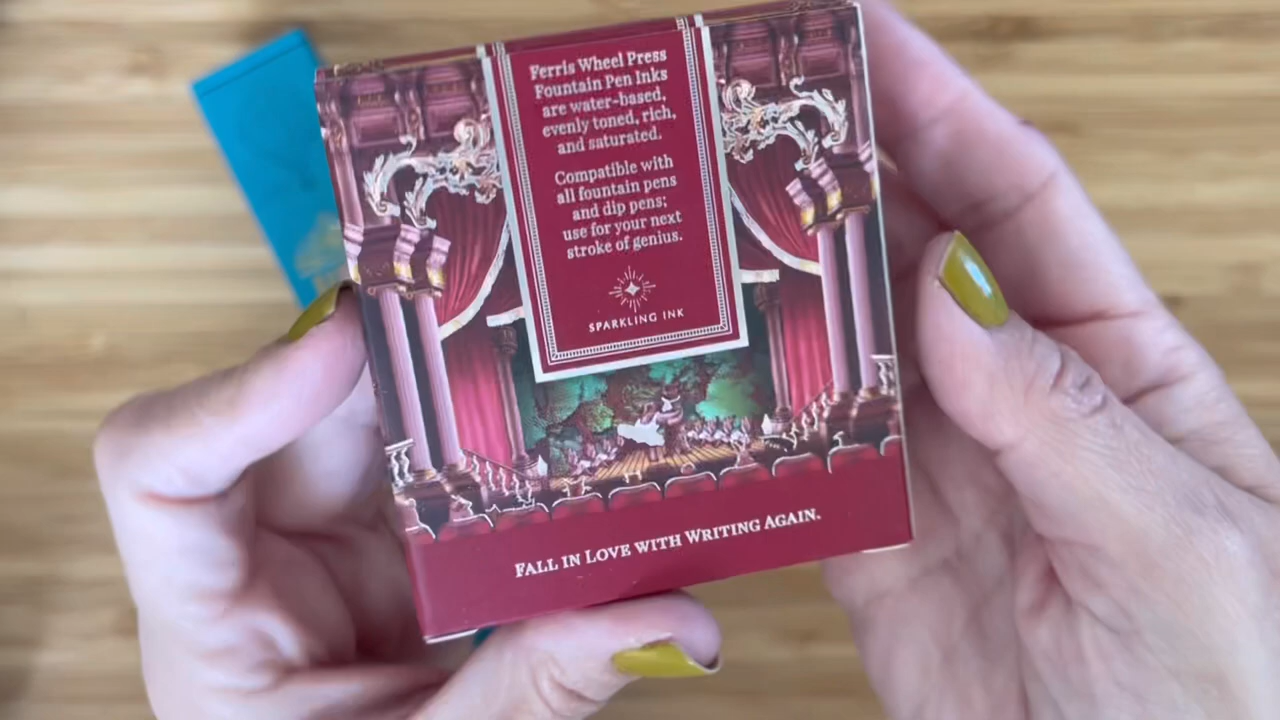 Ferris Wheel Press
Fountain Pen Inks
are water-based,
evenly toned, rich,
and saturated.
Compatible with
all fountain pens
and dip pens;
use for your next
stroke of genius.
SPARKLING INK
FALL IN LOVE WITH WRITING AGAIN.